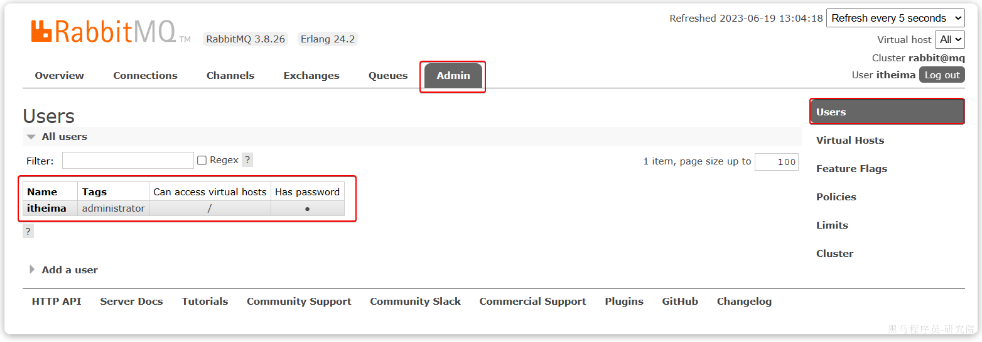 Refreshed 2023-06-19 13:04:18 Refresh every 5 seconds
RabbitMQ TM RabbitMQ 3.8.26 Erlang 24.2
Virtual host All
Cluster rabbit@mq
User itheima Log out
Overview Connections Channels Exchanges Queues Admin
Users
All users
Filter: Regex ? 1 item, page size up to 100
Name Tags Can access virtual hosts Has password
itheima administrator / ●
?
Add a user
Users
Virtual Hosts
Feature Flags
Policies
Limits
Cluster
HTTP API Server Docs Tutorials Community Support Community Slack Commercial Support Plugins GitHub Changelog
黑马程序员-研究院